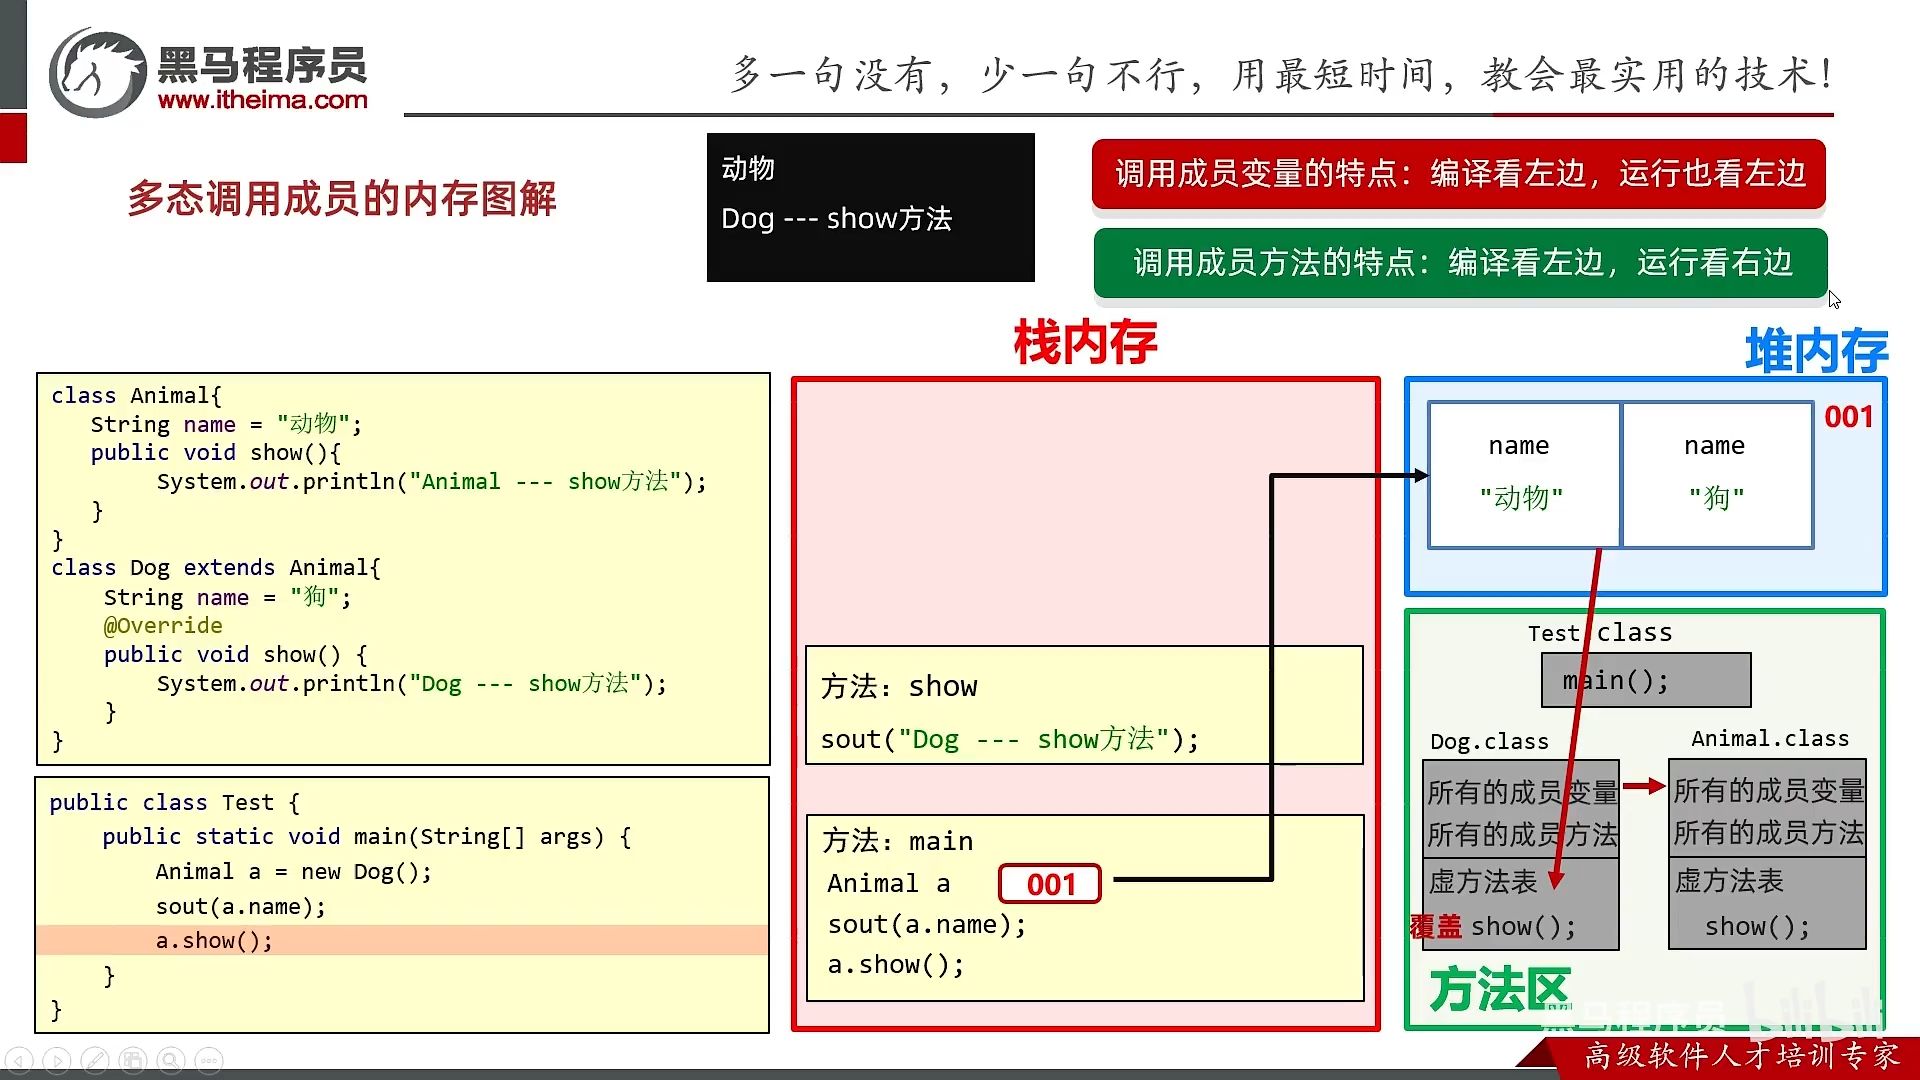 黑马程序员
www.itheima.com
多一句没有，少一句不行，用最短时间，教会最实用的技术！
多态调用成员的内存图解
动物
Dog --- show方法
调用成员变量的特点：编译看左边，运行也看左边
调用成员方法的特点：编译看左边，运行看右边
class Animal{
String name = "动物";
public void show(){
System.out.println("Animal --- show方法");
}
}
class Dog extends Animal{
String name = "狗";
@Override
public void show() {
System.out.println("Dog --- show方法");
}
}
public class Test {
public static void main(String[] args) {
Animal a = new Dog();
sout(a.name);
a.show();
}
}
栈内存
方法：show
sout("Dog --- show方法");
方法：main
Animal a 001
sout(a.name);
a.show();
堆内存
001
name
"动物"
name
"狗"
Test.class
main();
Dog.class
所有的成员变量
所有的成员方法
虚方法表
覆盖 show();
Animal.class
所有的成员变量
所有的成员方法
虚方法表
show();
方法区
黑马程序员 bilibili
高级软件人才培训专家